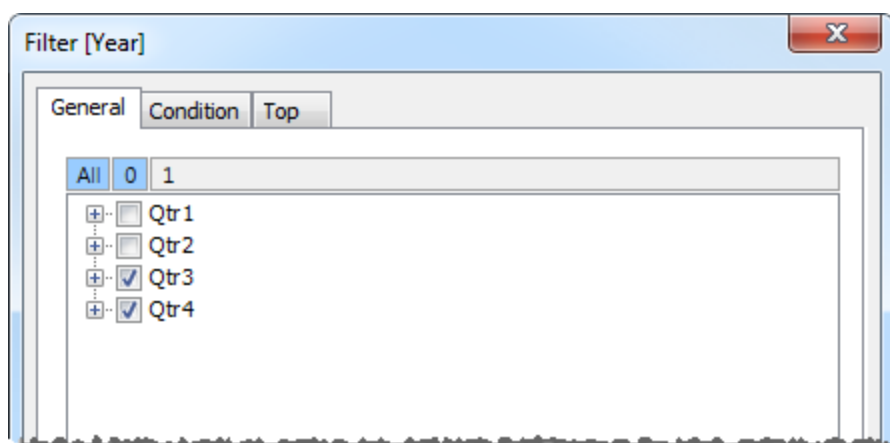 Filter [Year]
General Condition Top
All 0 1
Qtr1
Qtr2
Qtr3
Qtr4